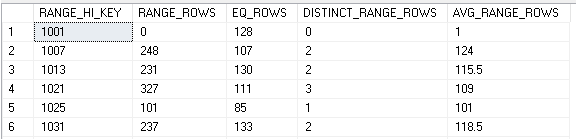 RANGE_HI_KEY RANGE_ROWS EQ_ROWS DISTINCT_RANGE_ROWS AVG_RANGE_ROWS
1 1001 0 128 0 1
2 1007 248 107 2 124
3 1013 231 130 2 115.5
4 1021 327 111 3 109
5 1025 101 85 1 101
6 1031 237 133 2 118.5